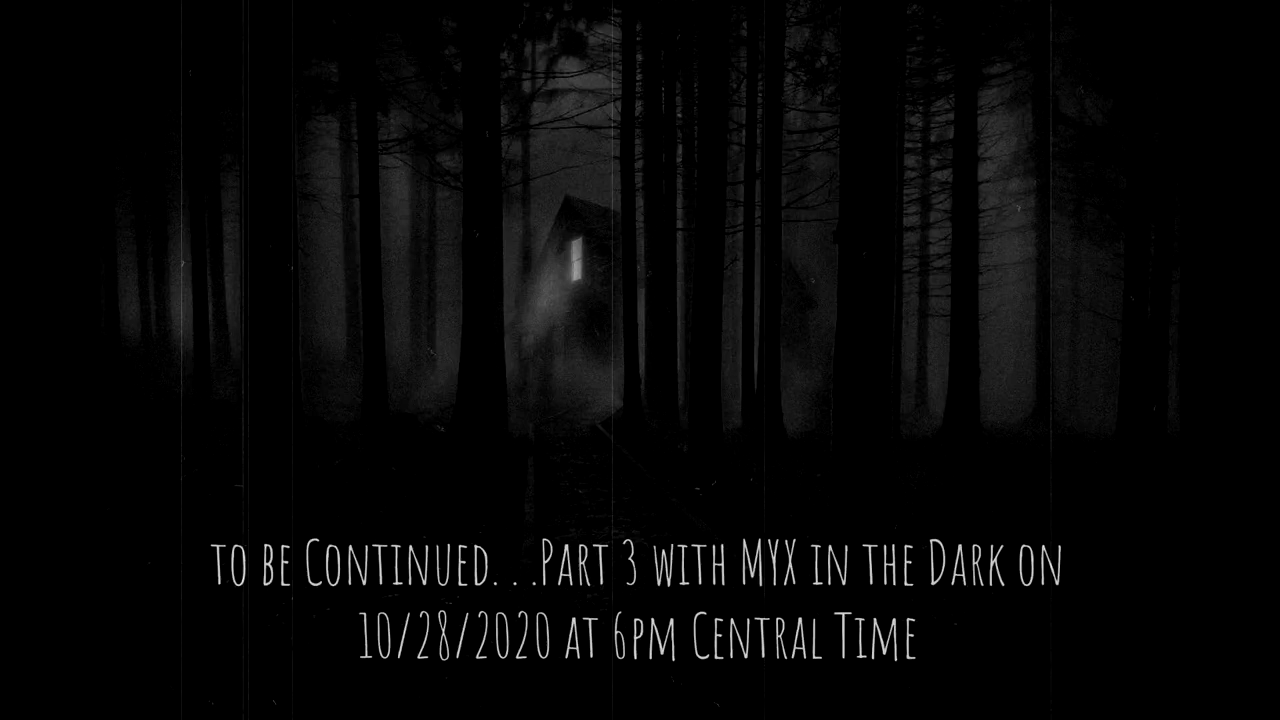 to be Continued. . .Part 3 with MYX in the Dark on
10/28/2020 at 6pm Central Time